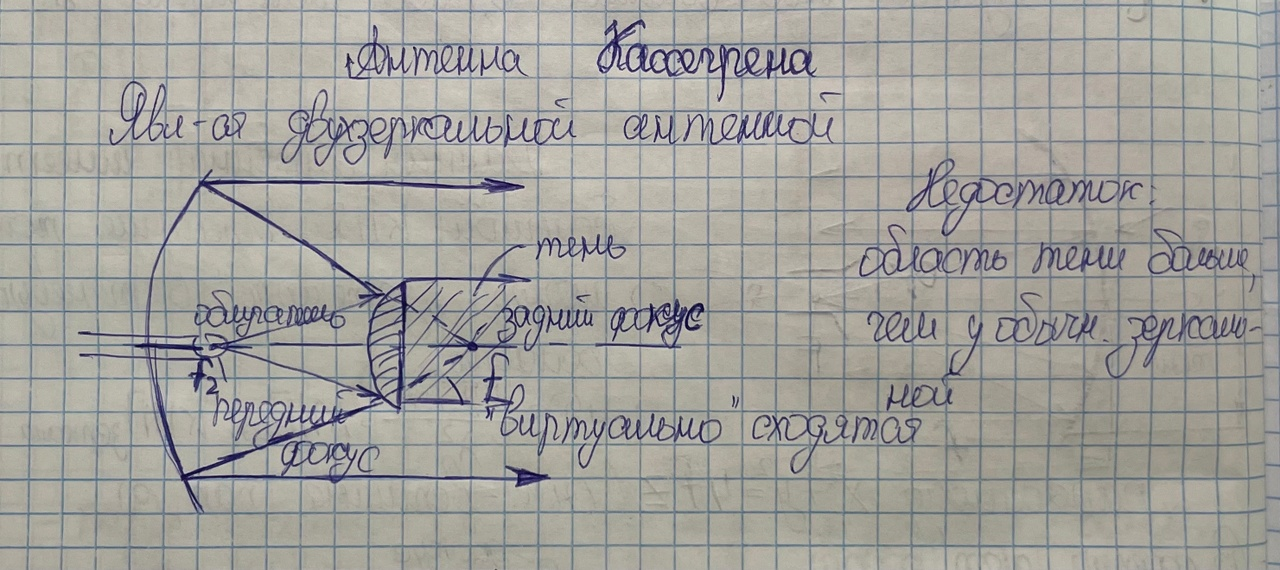 Антенна Кассегрена
Явл-ся двухзеркальной антенной
Недостаток:
область тени больше,
чем у обычн. зеркаль-
ной
тень
облучатель
задний фокус
f₂
f
передний
фокус
"виртуально" сходятся